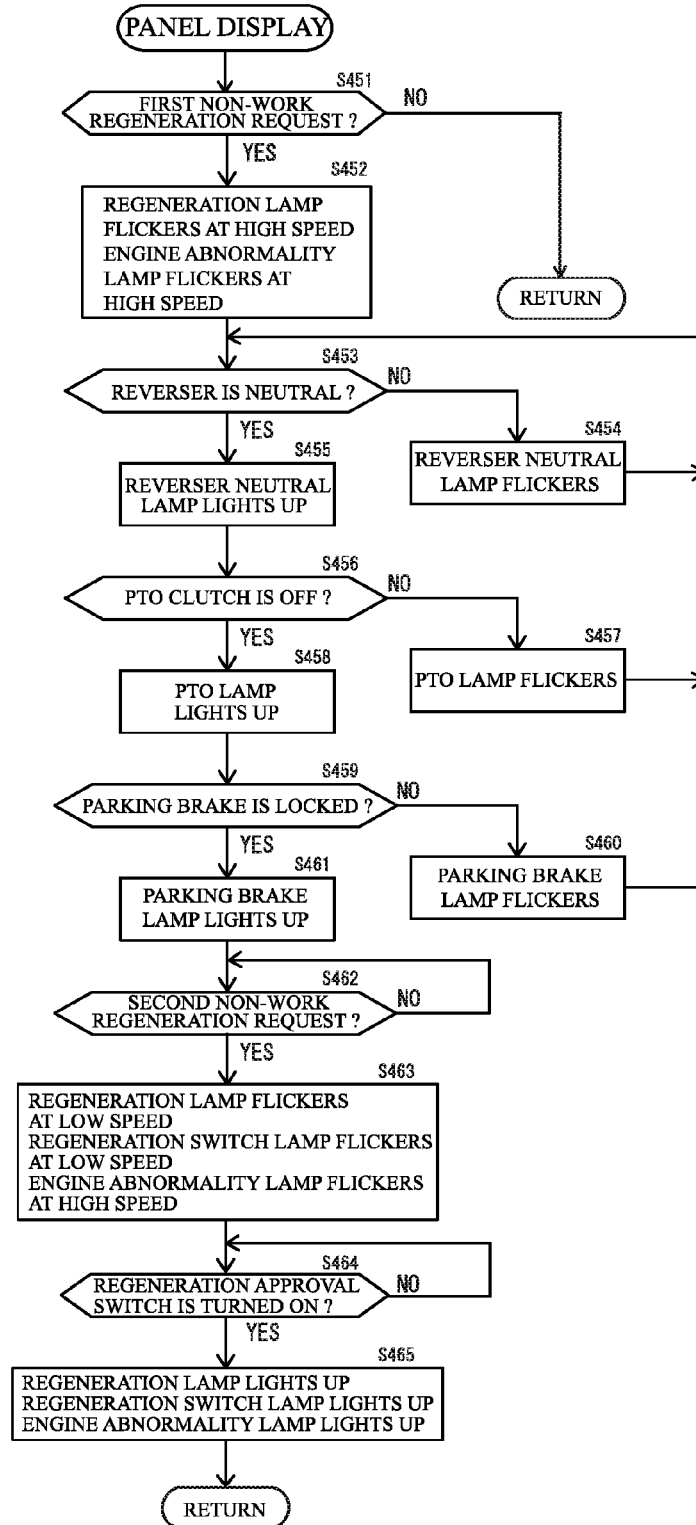 PANEL DISPLAY
S451
FIRST NON-WORK
REGENERATION REQUEST ?
NO
YES
S452
REGENERATION LAMP
FLICKERS AT HIGH SPEED
ENGINE ABNORMALITY
LAMP FLICKERS AT
HIGH SPEED
RETURN
S453
REVERSER IS NEUTRAL ?
NO
YES
S454
REVERSER NEUTRAL
LAMP FLICKERS
S455
REVERSER NEUTRAL
LAMP LIGHTS UP
S456
PTO CLUTCH IS OFF ?
NO
YES
S457
PTO LAMP FLICKERS
S458
PTO LAMP
LIGHTS UP
S459
PARKING BRAKE IS LOCKED ?
NO
YES
S460
PARKING BRAKE
LAMP FLICKERS
S461
PARKING BRAKE
LAMP LIGHTS UP
S462
SECOND NON-WORK
REGENERATION REQUEST ?
NO
YES
S463
REGENERATION LAMP FLICKERS
AT LOW SPEED
REGENERATION SWITCH LAMP FLICKERS
AT LOW SPEED
ENGINE ABNORMALITY LAMP FLICKERS
AT HIGH SPEED
S464
REGENERATION APPROVAL
SWITCH IS TURNED ON ?
NO
YES
S465
REGENERATION LAMP LIGHTS UP
REGENERATION SWITCH LAMP LIGHTS UP
ENGINE ABNORMALITY LAMP LIGHTS UP
RETURN